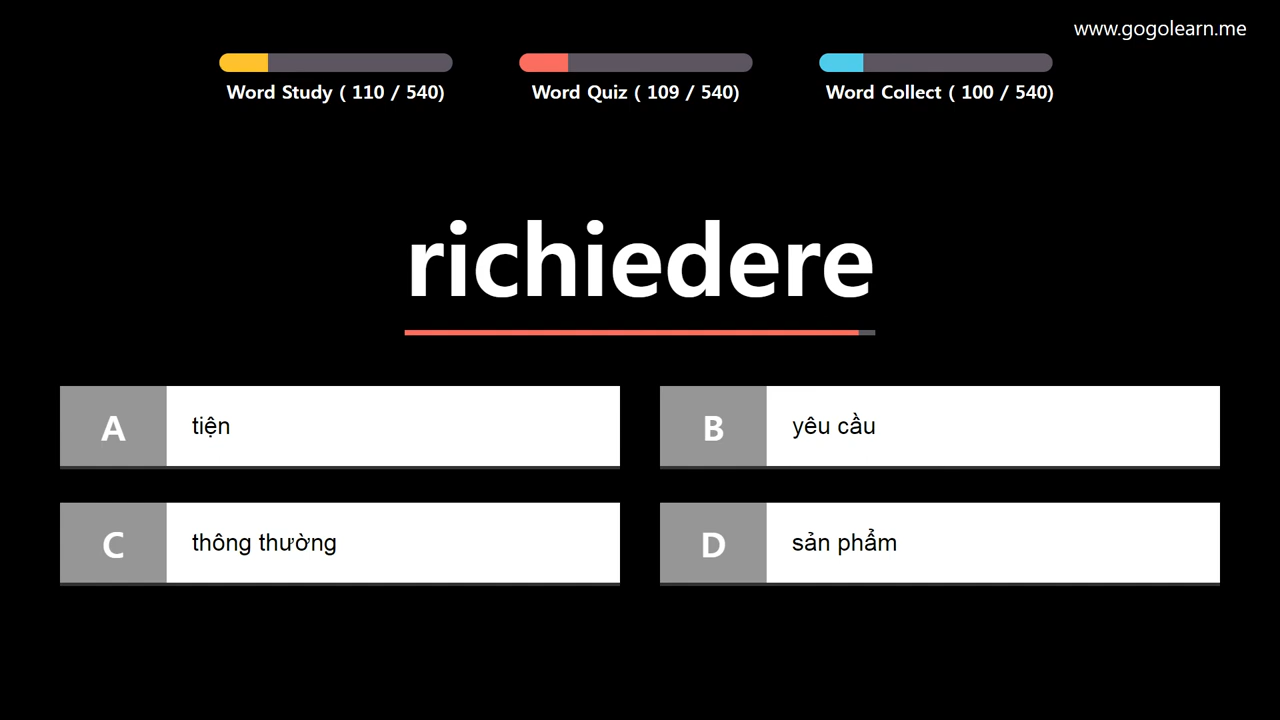 www.gogolearn.me
Word Study ( 110 / 540)
Word Quiz ( 109 / 540)
Word Collect ( 100 / 540)
richiedere
A
tiện
B
yêu cầu
C
thông thường
D
sản phẩm